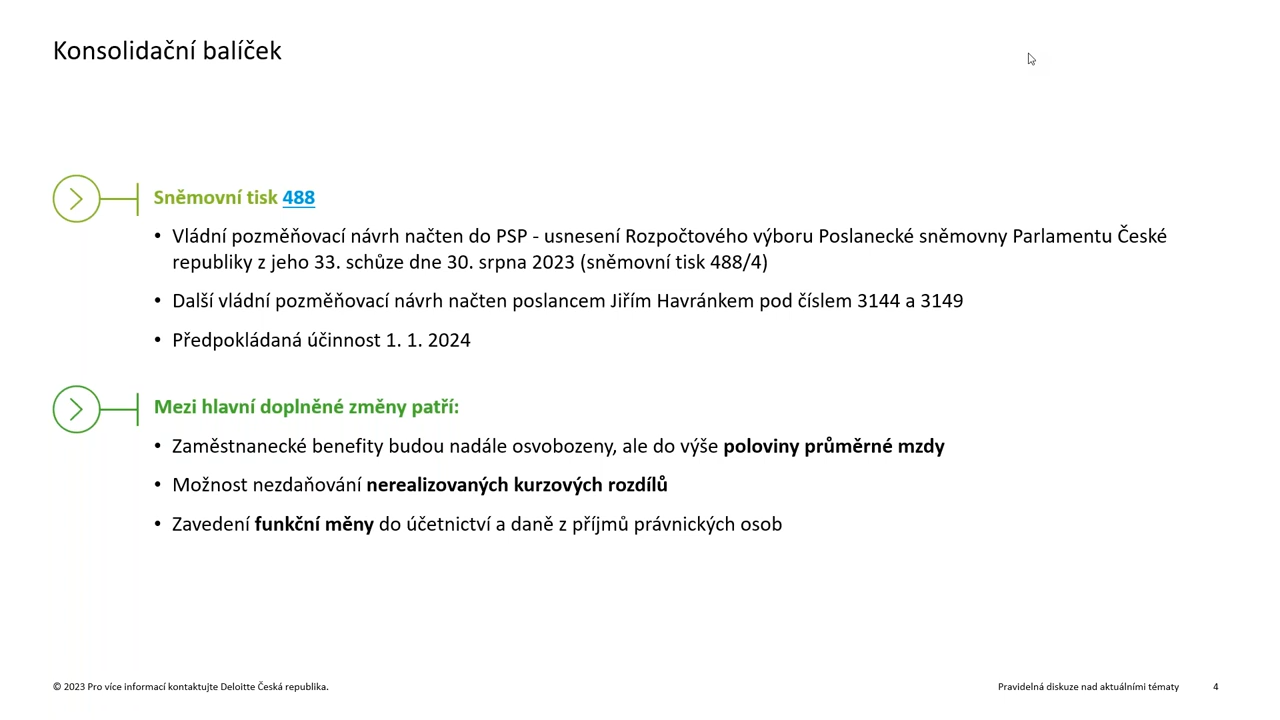 Konsolidační balíček
Sněmovní tisk 488
• Vládní pozměňovací návrh načten do PSP - usnesení Rozpočtového výboru Poslanecké sněmovny Parlamentu České
republiky z jeho 33. schůze dne 30. srpna 2023 (sněmovní tisk 488/4)
• Další vládní pozměňovací návrh načten poslancem Jiřím Havránkem pod číslem 3144 a 3149
• Předpokládaná účinnost 1. 1. 2024
Mezi hlavní doplněné změny patří:
• Zaměstnanecké benefity budou nadále osvobozeny, ale do výše poloviny průměrné mzdy
• Možnost nezdaňování nerealizovaných kurzových rozdílů
• Zavedení funkční měny do účetnictví a daně z příjmů právnických osob
© 2023 Pro více informací kontaktujte Deloitte Česká republika.
Pravidelná diskuze nad aktuálními tématy 4